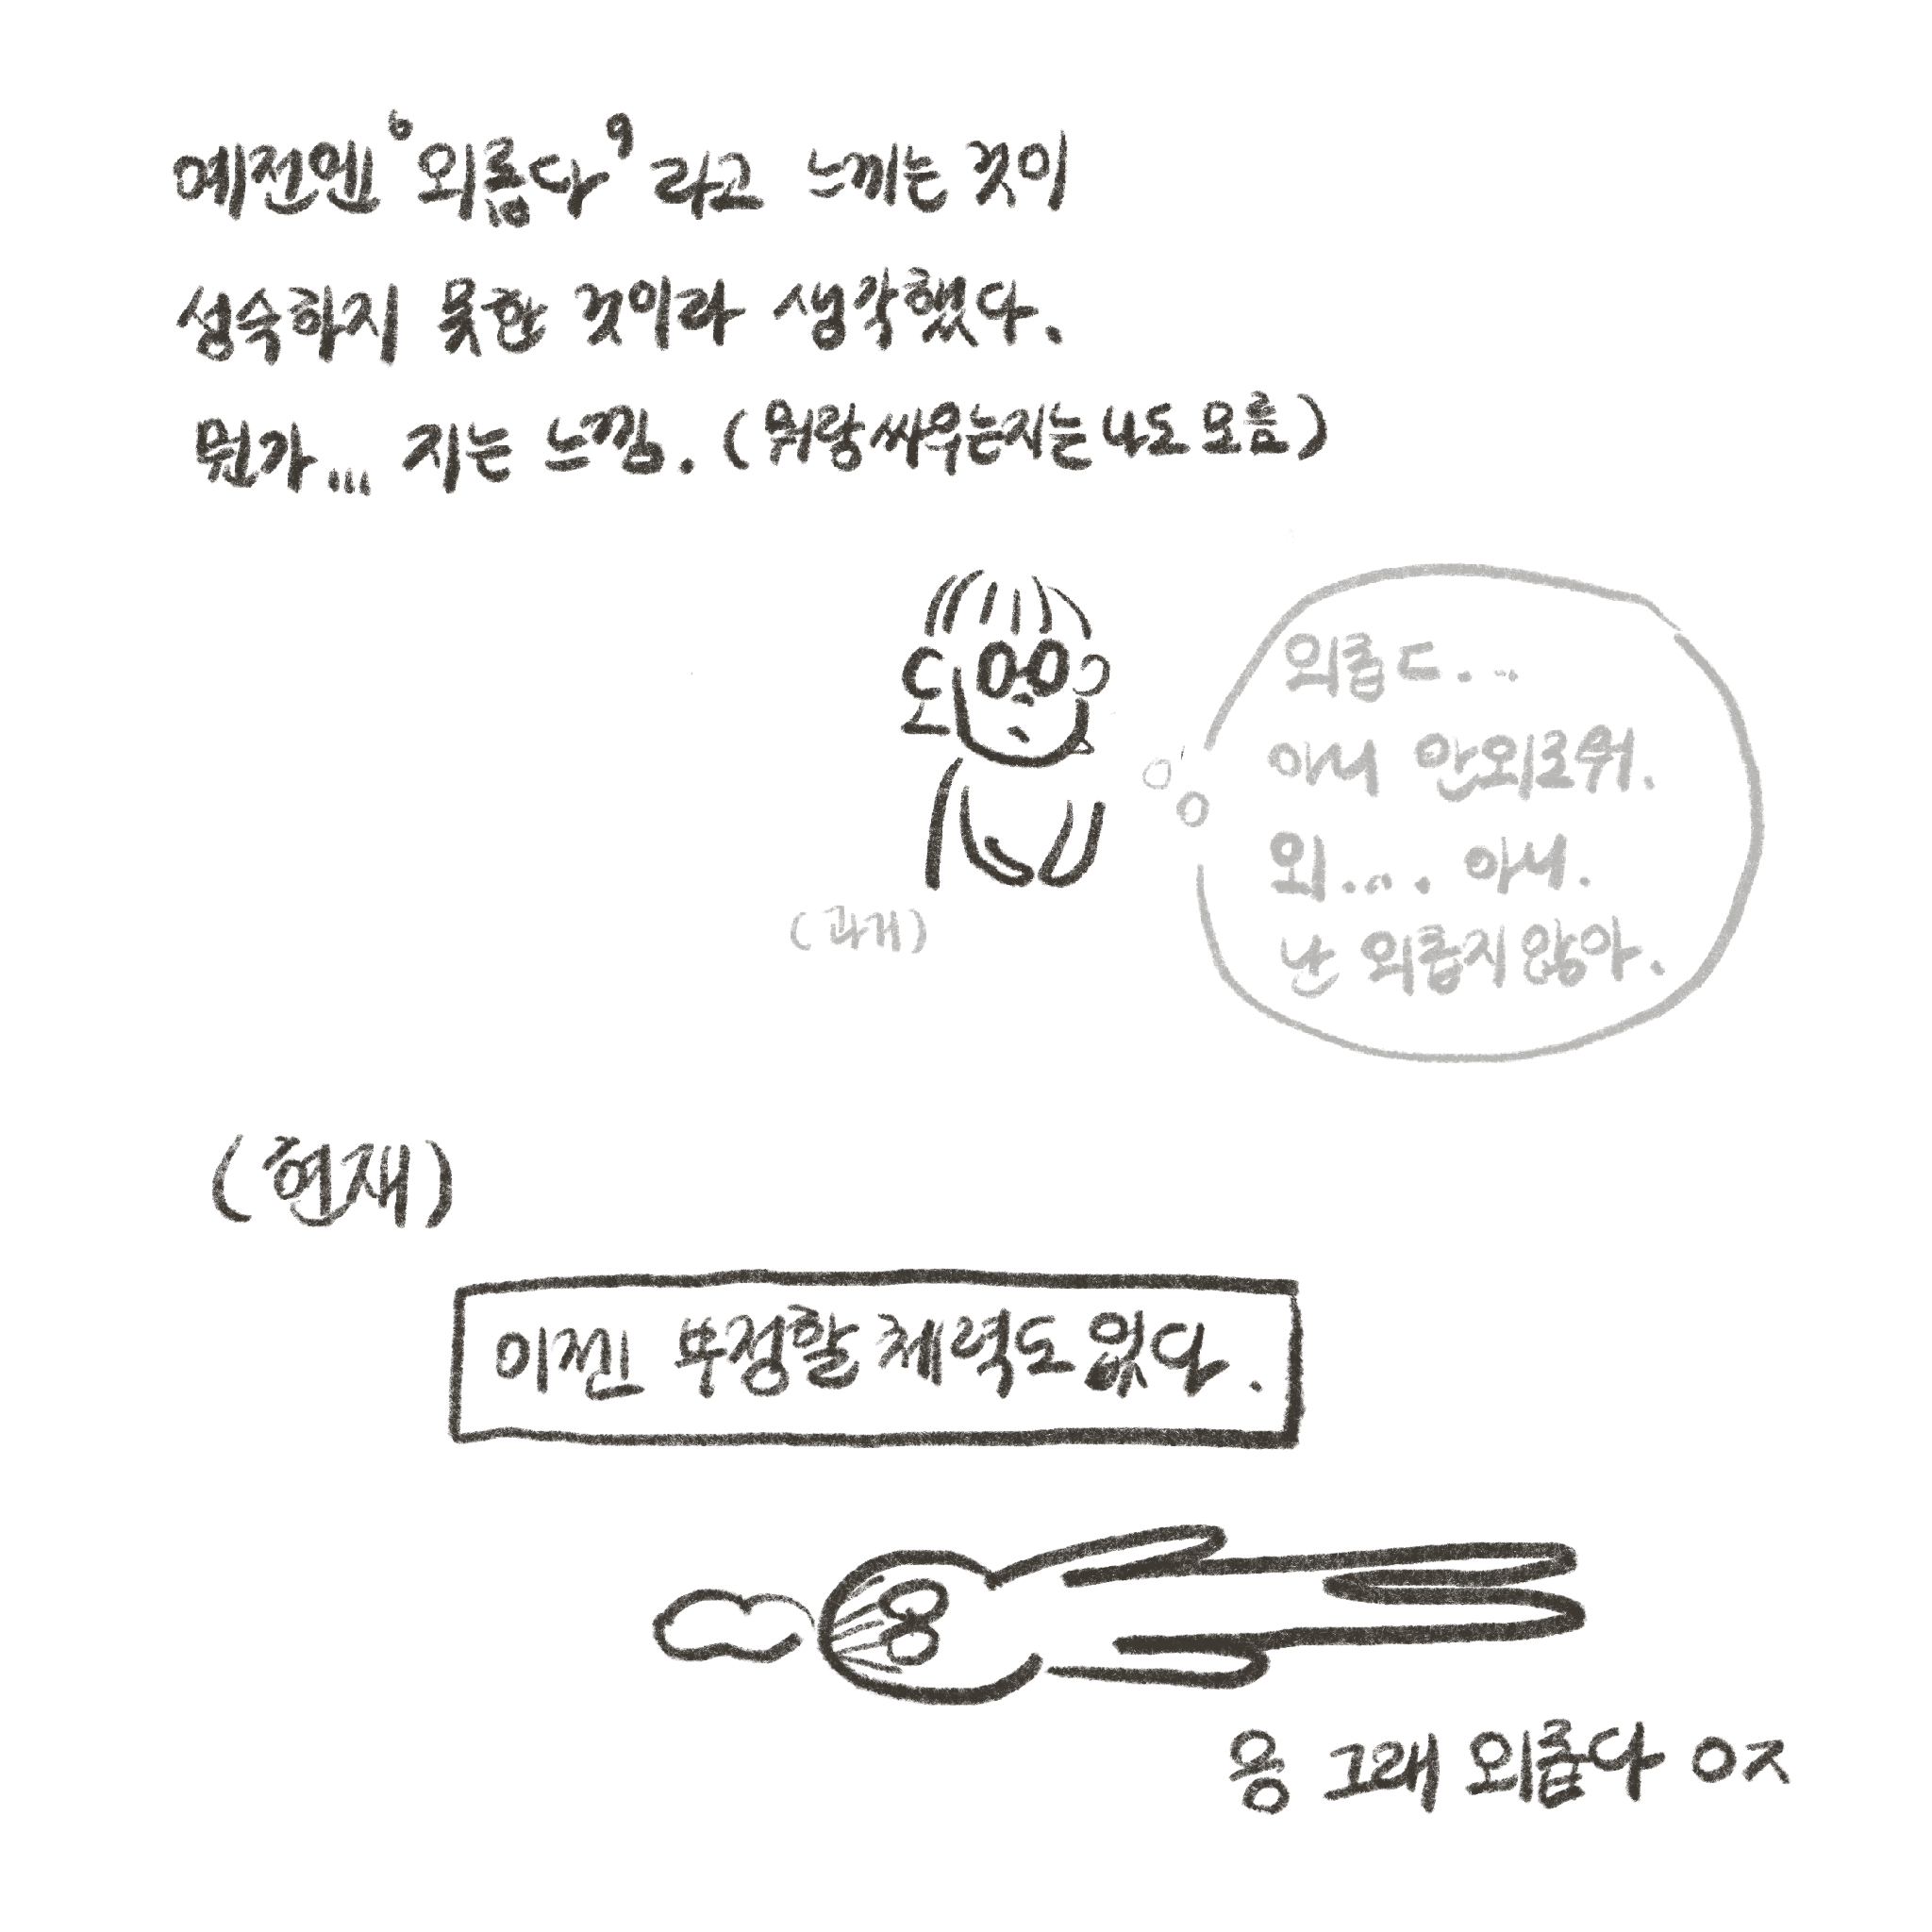 예전엔 '외롭다' 라고 느끼는 것이
성숙하지 못한 것이라 생각했다.
뭔가... 지는 느낌. (뭐랑 싸우는지는 나도 모름)
외롭ㄷ....
아니 안외로워.
외.... 아니.
난 외롭지 않아.
(과거)
(현재)
이젠 부정할 체력도 없다.
응 그래 외롭다 ㅇㅈ